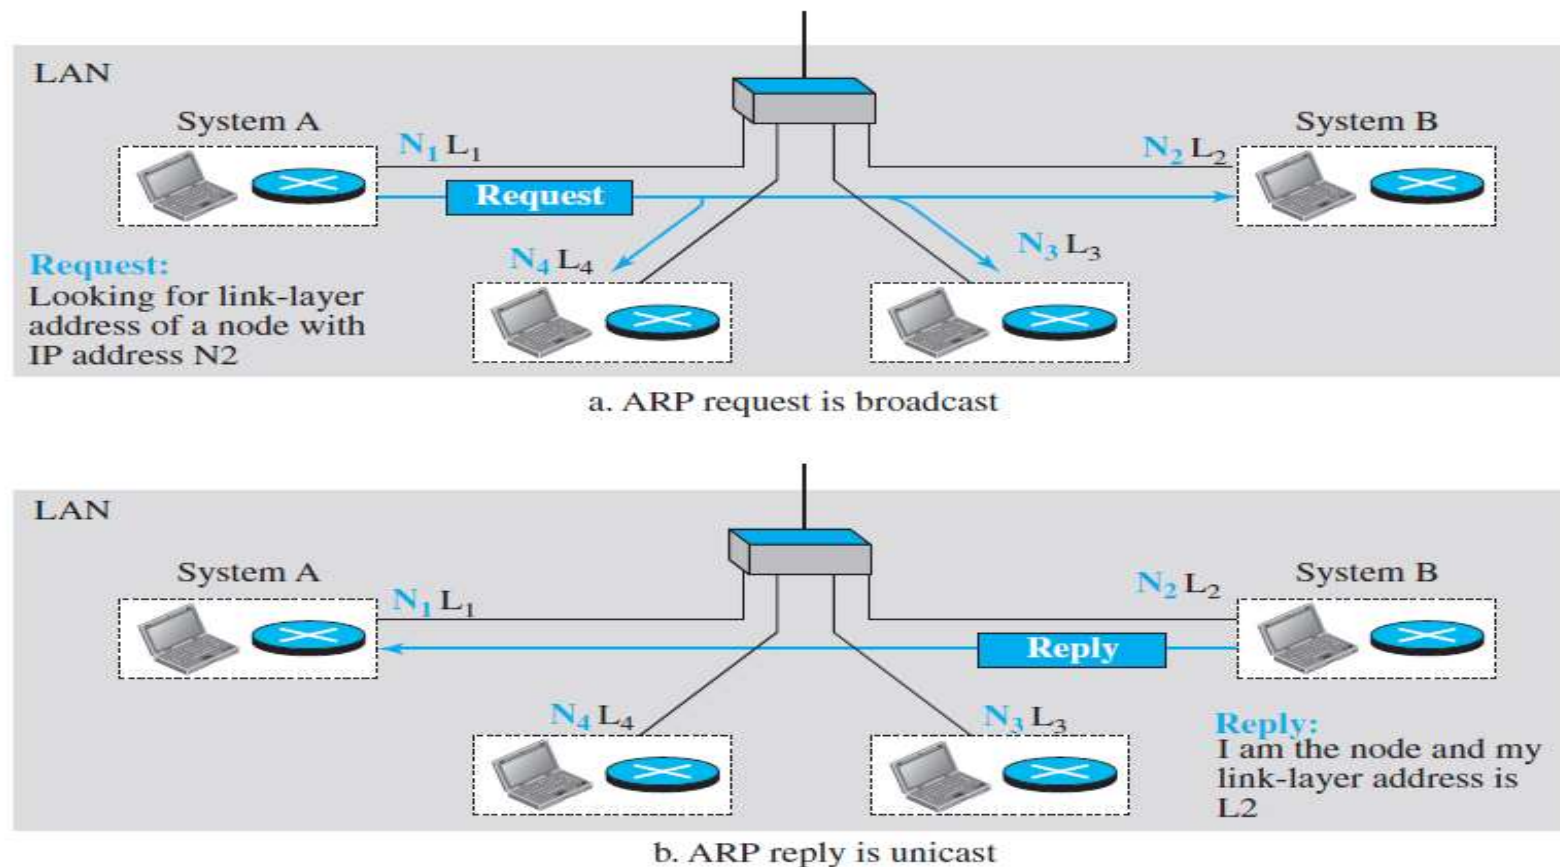 LAN
System A
System B
N₁ L₁
N₂ L₂
Request
N₄ L₄
N₃ L₃
Request:
Looking for link-layer
address of a node with
IP address N2
a. ARP request is broadcast
LAN
System A
System B
N₁ L₁
N₂ L₂
Reply
N₄ L₄
N₃ L₃
Reply:
I am the node and my
link-layer address is
L2
b. ARP reply is unicast